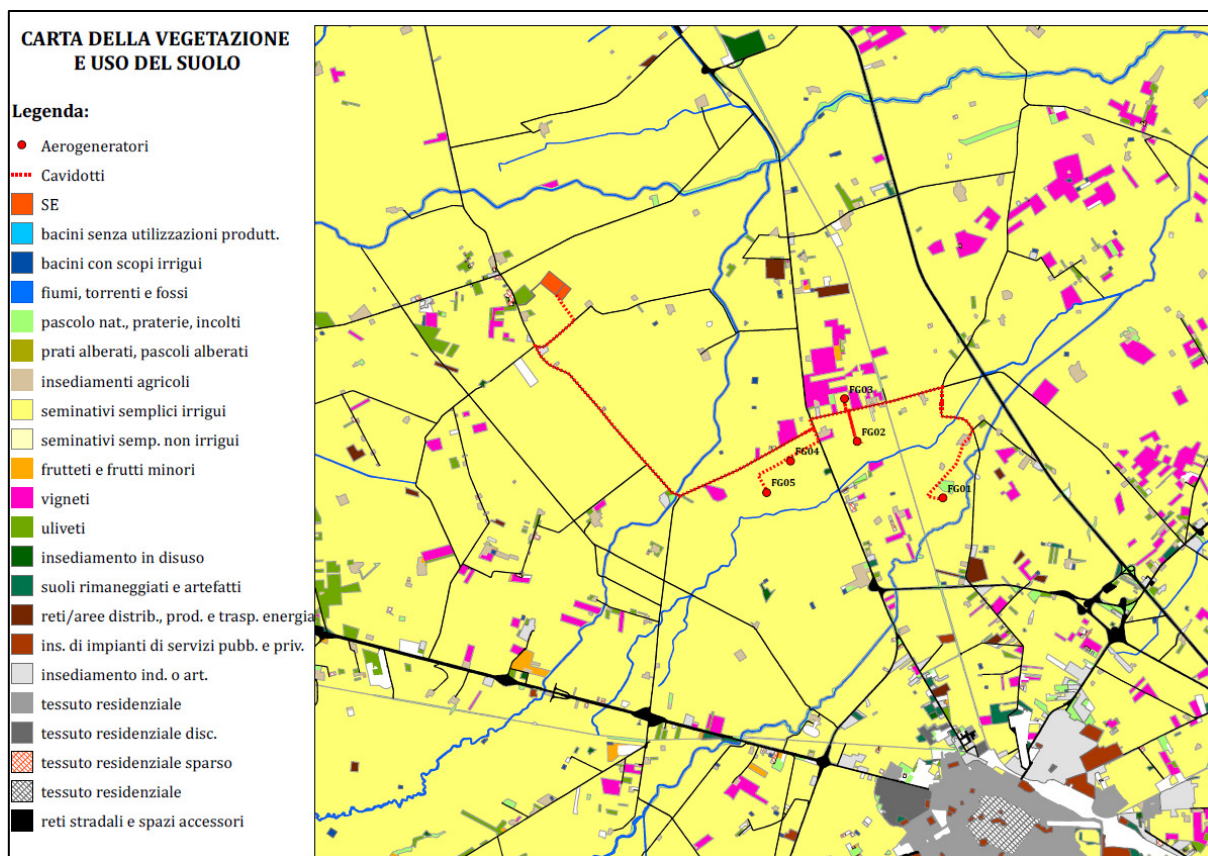 CARTA DELLA VEGETAZIONE
E USO DEL SUOLO
Legenda:
Aerogeneratori
Cavidotti
SE
bacini senza utilizzazioni produtt.
bacini con scopi irrigui
fiumi, torrenti e fossi
pascolo nat., praterie, incolti
prati alberati, pascoli alberati
insediamenti agricoli
seminativi semplici irrigui
seminativi semp. non irrigui
frutteti e frutti minori
vigneti
uliveti
insediamento in disuso
suoli rimaneggiati e artefatti
reti/aree distrib., prod. e trasp. energia
ins. di impianti di servizi pubb. e priv.
insediamento ind. o art.
tessuto residenziale
tessuto residenziale disc.
tessuto residenziale sparso
tessuto residenziale
reti stradali e spazi accessori
FG03
FG02
FG04
FG05
FG01